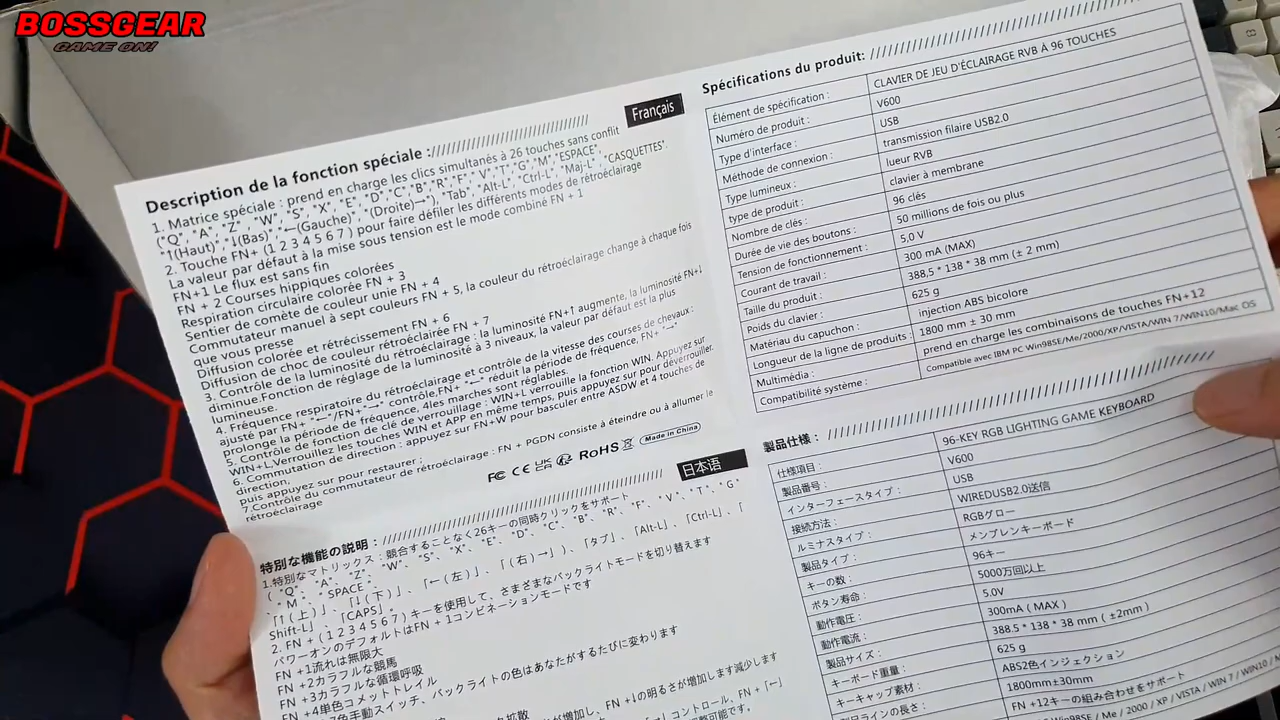 BOSSGEAR
GAME ON!
Français
Description de la fonction spéciale :
1. Matrice spéciale : prend en charge les clics simultanés à 26 touches sans conflit
("Q", "A", "Z", "W", "S", "X", "E", "D", "C", "B", "R", "F", "V", "T", "G", "M", "ESPACE",
"↑(Haut)", "↓(Bas)", "←(Gauche)", "(Droite)→"), "Tab", "Alt-L", "Ctrl-L", "Maj-L", "CASQUETTES".
2. Touche FN+ (1 2 3 4 5 6 7 ) pour faire défiler les différents modes de rétroéclairage
La valeur par défaut à la mise sous tension est le mode combiné FN + 1
FN+1 Le flux est sans fin
FN + 2 Courses hippiques colorées
Respiration circulaire colorée FN + 3
Sentier de comète de couleur unie FN + 4
Commutateur manuel à sept couleurs FN + 5, la couleur du rétroéclairage change à chaque fois
que vous presse
Diffusion colorée et rétrécissement FN + 6
Diffusion de choc de couleur rétroéclairée FN + 7
3. Contrôle de la luminosité du rétroéclairage : la luminosité FN+↑ augmente, la luminosité FN+↓
diminue.Fonction de réglage de la luminosité à 3 niveaux, la valeur par défaut est la plus
lumineuse.
4. Fréquence respiratoire du rétroéclairage et contrôle de la vitesse des courses de chevaux :
ajusté par FN+ "←"/FN+ "→" contrôle,FN+ "←" réduit la période de fréquence, FN+ "→"
prolonge la période de fréquence, 4les marches sont réglables.
5. Contrôle de fonction de clé de verrouillage : WIN+L verrouille la fonction WIN. Appuyez sur
WIN+L.Verrouillez les touches WIN et APP en même temps, puis appuyez sur pour déverrouiller.
6. Commutation de direction : appuyez sur FN+W pour basculer entre ASDW et 4 touches de
direction,
puis appuyez sur pour restaurer ;
7.Contrôle du commutateur de rétroéclairage : FN + PGDN consiste à éteindre ou à allumer le
rétroéclairage
FC CE UKCA RoHS Made in China
Spécifications du produit:
Élément de spécification : CLAVIER DE JEU D'ÉCLAIRAGE RVB À 96 TOUCHES
Numéro de produit : V600
Type d'interface : USB
Méthode de connexion : transmission filaire USB2.0
Type lumineux : lueur RVB
type de produit : clavier à membrane
Nombre de clés : 96 clés
Durée de vie des boutons : 50 millions de fois ou plus
Tension de fonctionnement : 5,0 V
Courant de travail : 300 mA (MAX)
Taille du produit : 388,5 * 138 * 38 mm (± 2 mm)
Poids du clavier : 625 g
Matériau du capuchon : injection ABS bicolore
Longueur de la ligne de produits : 1800 mm ± 30 mm
Multimédia : prend en charge les combinaisons de touches FN+12
Compatibilité système : Compatible avec IBM PC Win98SE/Me/2000/XP/VISTA/WIN 7/WIN10/Mac OS
日本语
特別な機能の説明：
1.特別なマトリックス：競合することなく26キーの同時クリックをサポート
( "Q"、"A"、"Z"、"W"、"S"、"X"、"E"、"D"、"C"、"B"、"R"、"F"、"V"、"T"、"G"
"M"、"SPACE"、
「↑(上)」、「↓(下)」、「←(左)」、「(右)→」)、「タブ」、「Alt-L」、「Ctrl-L」、「
Shift-L」、「CAPS」。
2. FN + ( 1 2 3 4 5 6 7 ) キーを使用して、さまざまなバックライトモードを切り替えます
パワーオンのデフォルトはFN + 1コンビネーションモードです
FN +1流れは無限大
FN +2カラフルな競馬
FN +3カラフルな循環呼吸
FN +4単色コメットトレイル
7色手動スイッチ、バックライトの色はあなたがするたびに変わります
製品仕様：
仕様項目： 96-KEY RGB LIGHTING GAME KEYBOARD
製品番号： V600
インターフェースタイプ： USB
接続方法： WIREDUSB2.0送信
ルミナスタイプ： RGBグロー
製品タイプ： メンブレンキーボード
キーの数： 96キー
ボタン寿命： 5000万回以上
動作電圧： 5.0V
動作電流： 300mA ( MAX )
製品サイズ： 388.5 * 138 * 38 mm ( ±2mm )
キーボード重量： 625 g
キーキャップ素材： ABS2色インジェクション
製品ラインの長さ： 1800mm±30mm
FN +12キーの組み合わせをサポート
Win98SE / Me / 2000 / XP / VISTA / WIN 7 / WIN10 / M